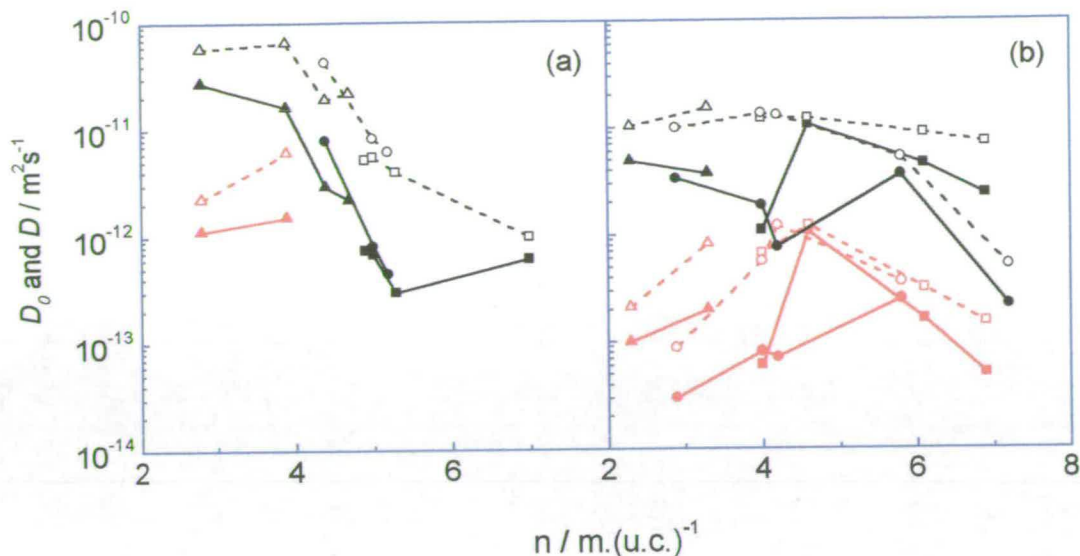 10⁻¹⁰
10⁻¹¹
10⁻¹²
10⁻¹³
10⁻¹⁴
D₀ and D / m²s⁻¹
(a)
(b)
2 4 6 2 4 6 8
n / m.(u.c.)⁻¹